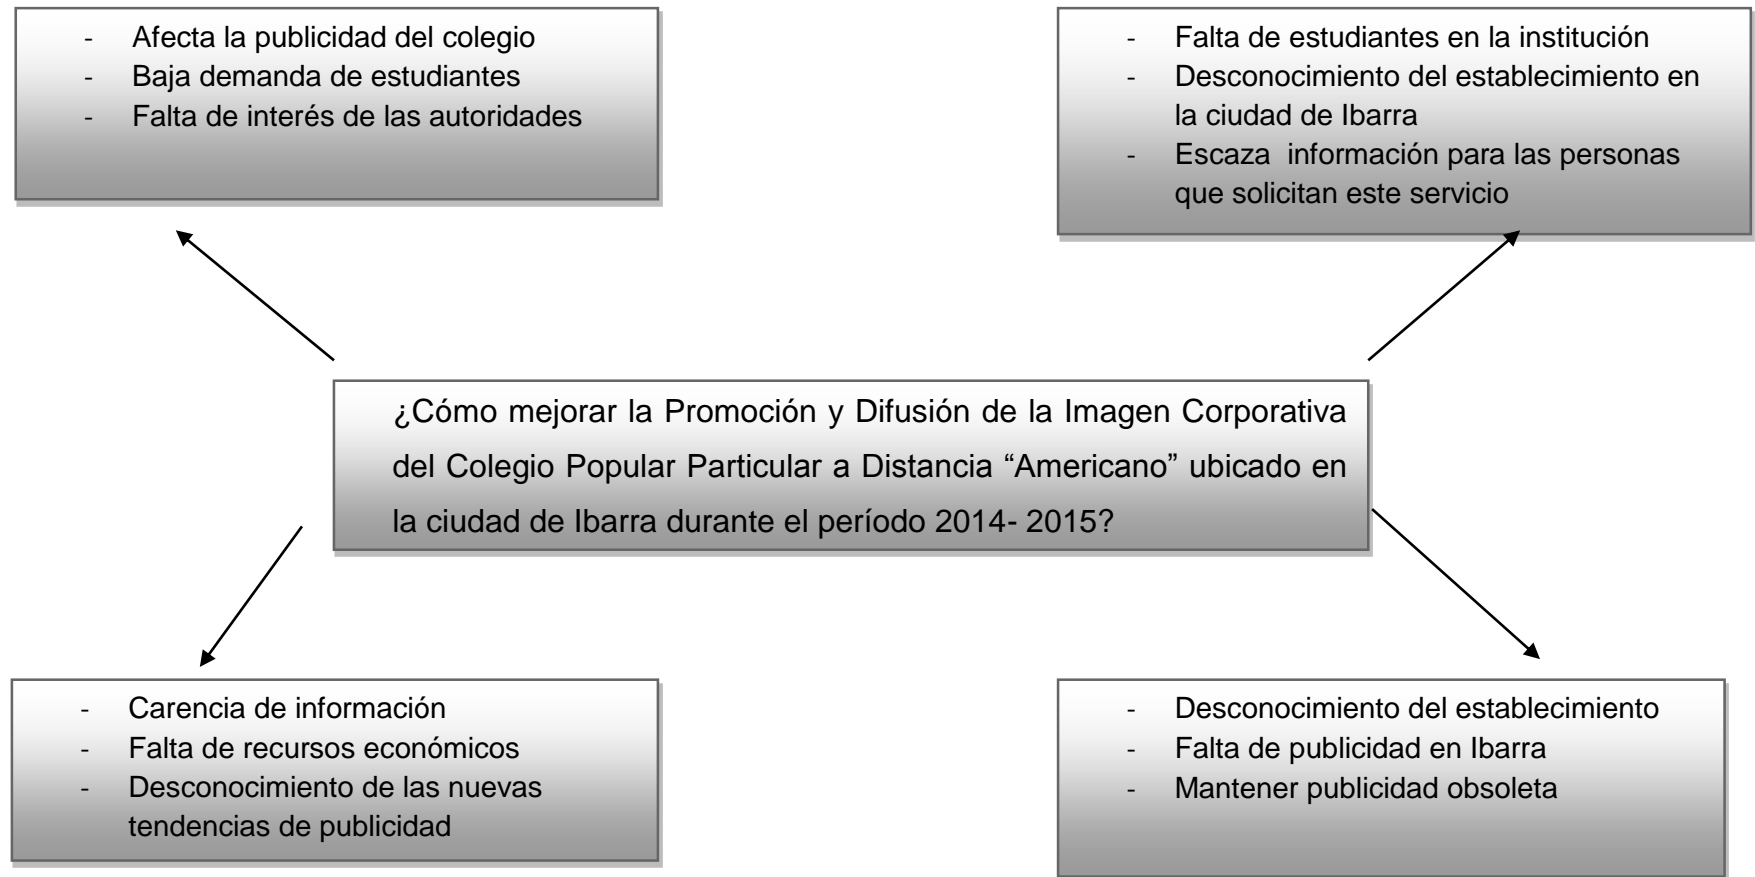 - Afecta la publicidad del colegio
- Baja demanda de estudiantes
- Falta de interés de las autoridades
- Falta de estudiantes en la institución
- Desconocimiento del establecimiento en
la ciudad de Ibarra
- Escaza  información para las personas
que solicitan este servicio
¿Cómo mejorar la Promoción y Difusión de la Imagen Corporativa
del Colegio Popular Particular a Distancia “Americano” ubicado en
la ciudad de Ibarra durante el período 2014- 2015?
- Carencia de información
- Falta de recursos económicos
- Desconocimiento de las nuevas
tendencias de publicidad
- Desconocimiento del establecimiento
- Falta de publicidad en Ibarra
- Mantener publicidad obsoleta